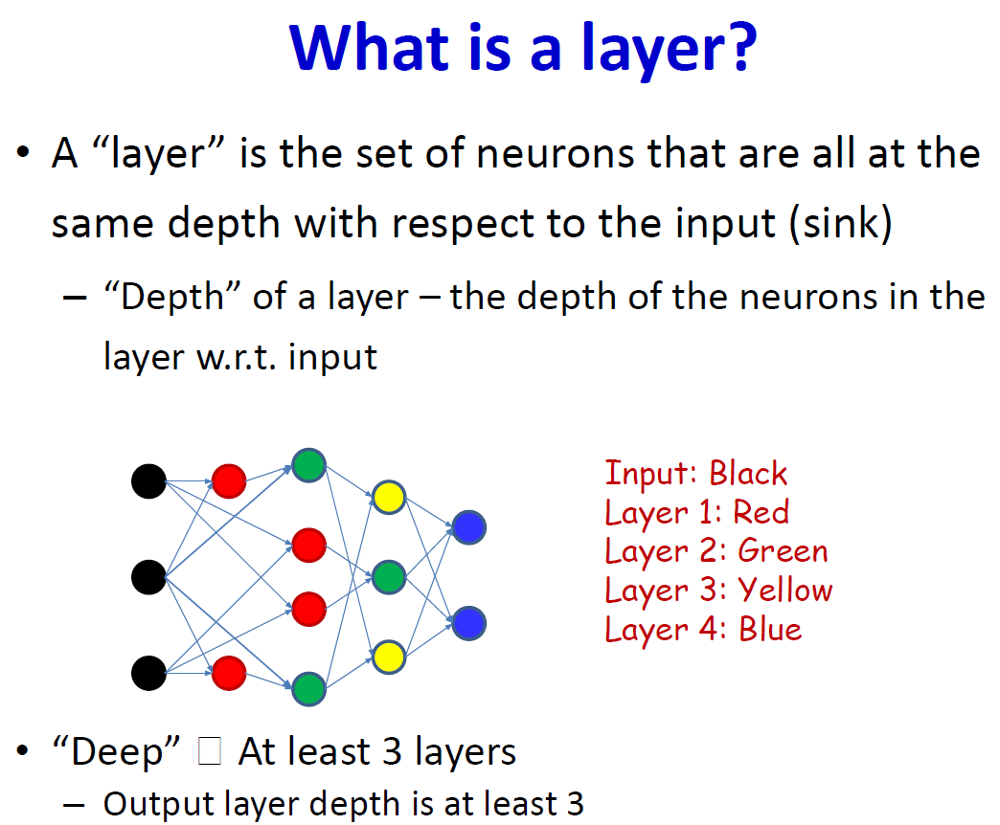 What is a layer?
• A “layer” is the set of neurons that are all at the
same depth with respect to the input (sink)
– “Depth” of a layer – the depth of the neurons in the
layer w.r.t. input
Input: Black
Layer 1: Red
Layer 2: Green
Layer 3: Yellow
Layer 4: Blue
• “Deep” □ At least 3 layers
– Output layer depth is at least 3